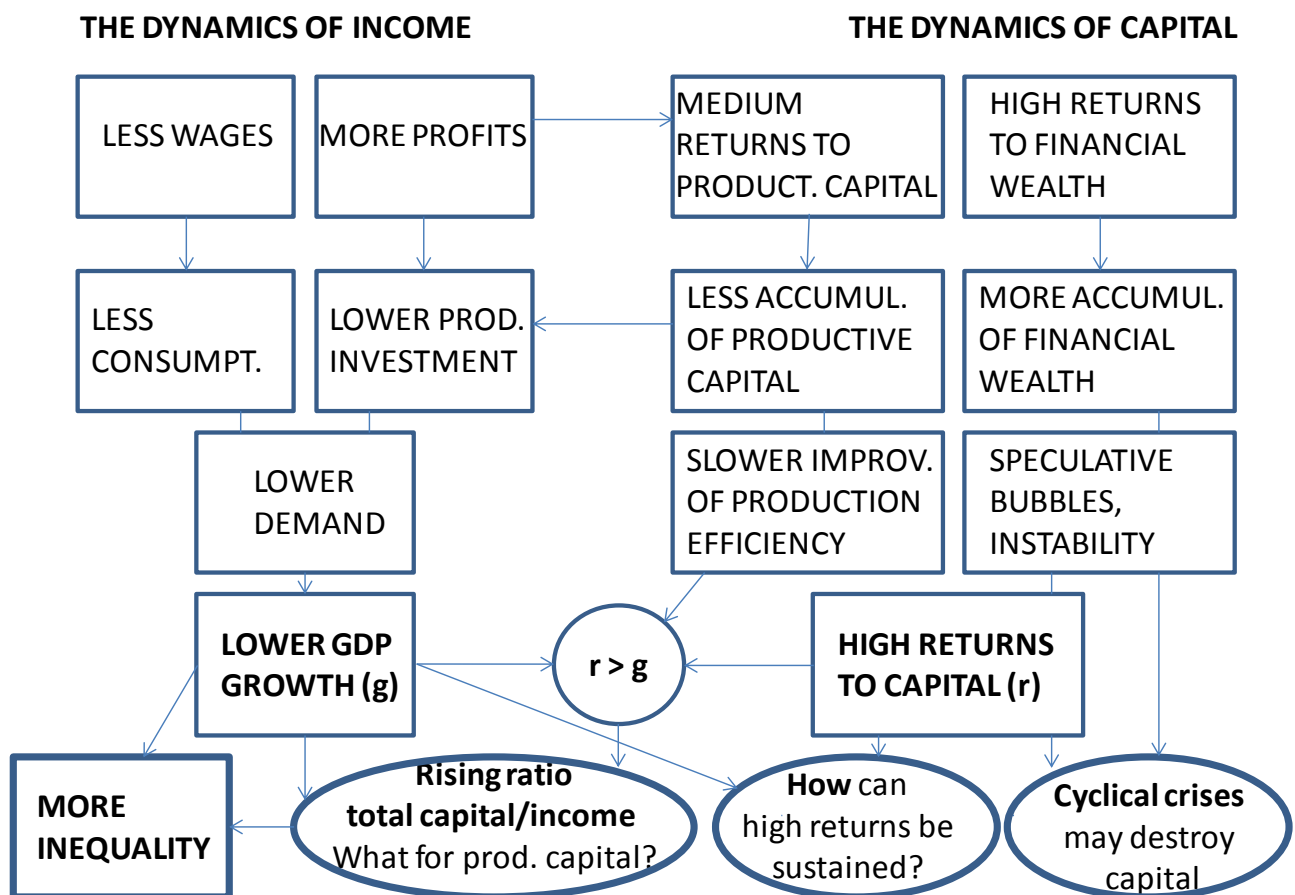 THE DYNAMICS OF INCOME
THE DYNAMICS OF CAPITAL
LESS WAGES
MORE PROFITS
MEDIUM
RETURNS TO
PRODUCT. CAPITAL
HIGH RETURNS
TO FINANCIAL
WEALTH
LESS
CONSUMPT.
LOWER PROD.
INVESTMENT
LESS ACCUMUL.
OF PRODUCTIVE
CAPITAL
MORE ACCUMUL.
OF FINANCIAL
WEALTH
LOWER
DEMAND
SLOWER IMPROV.
OF PRODUCTION
EFFICIENCY
SPECULATIVE
BUBBLES,
INSTABILITY
LOWER GDP
GROWTH (g)
r > g
HIGH RETURNS
TO CAPITAL (r)
MORE
INEQUALITY
Rising ratio
total capital/income
What for prod. capital?
How can
high returns be
sustained?
Cyclical crises
may destroy
capital